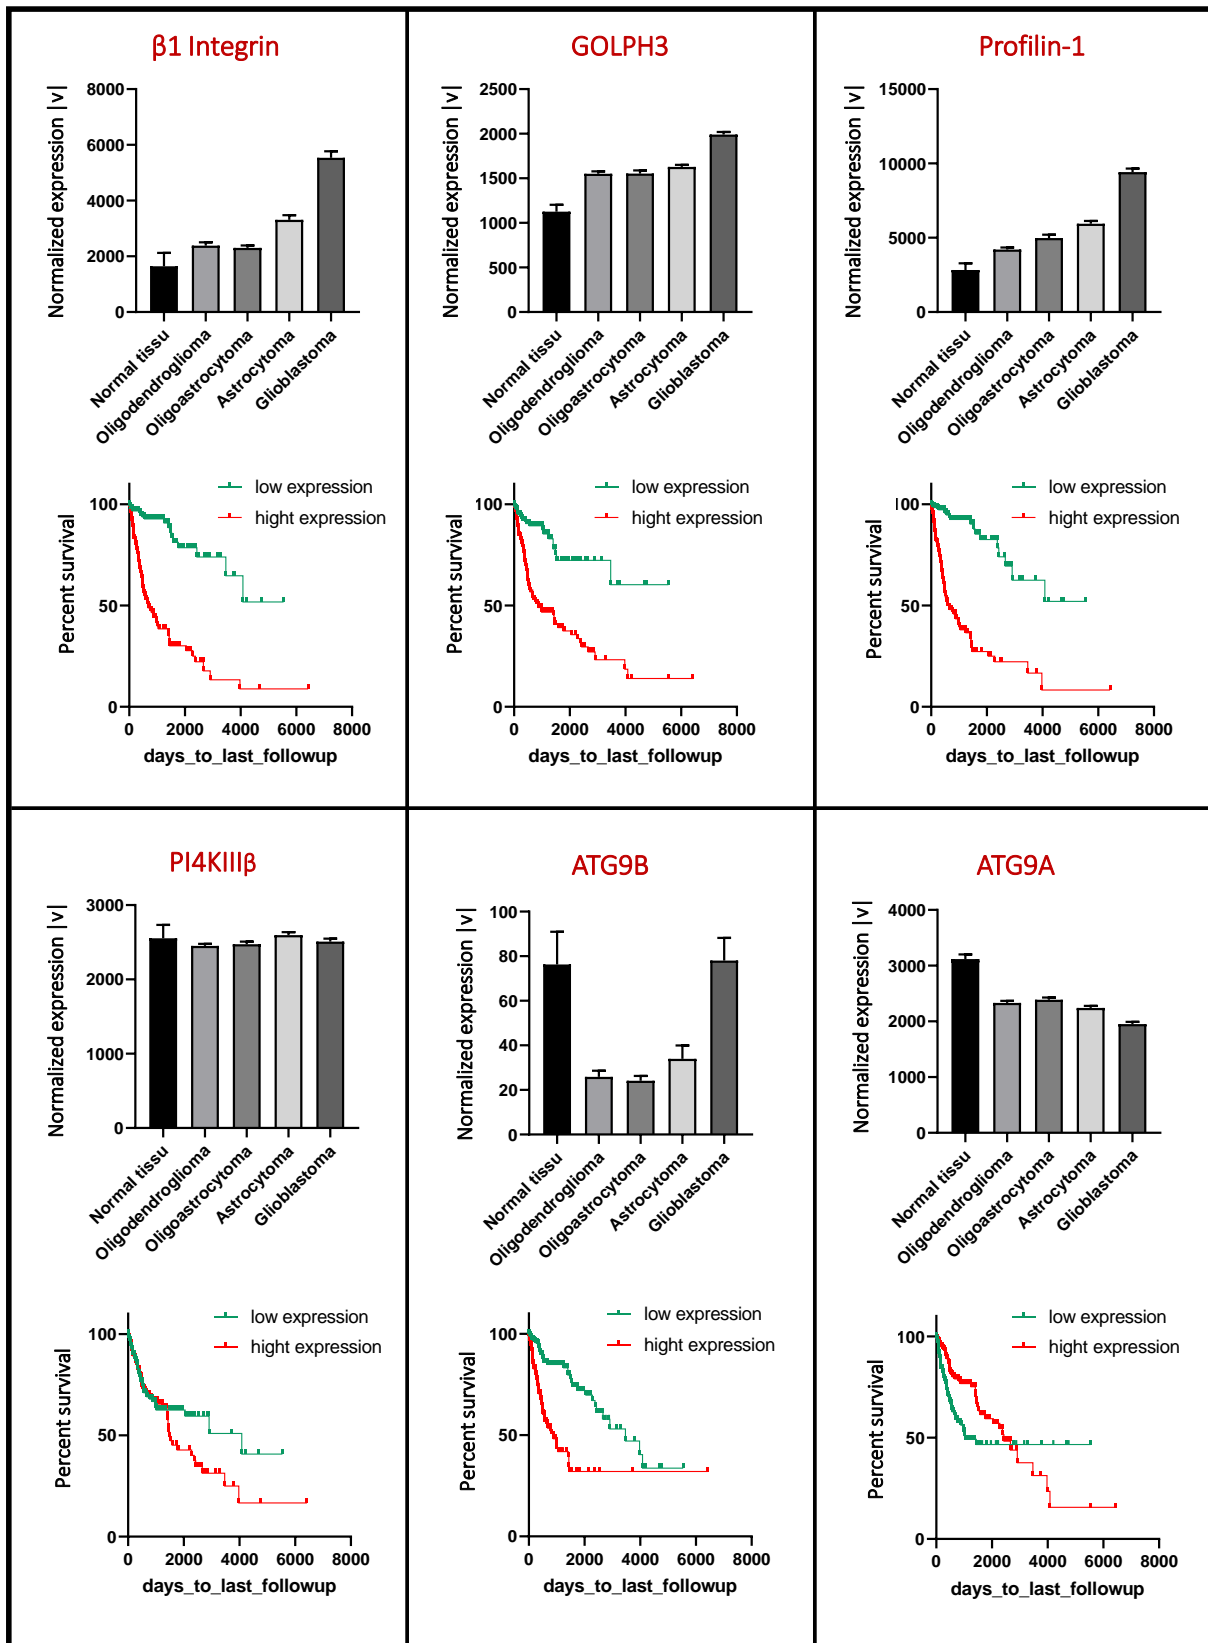 β1 Integrin
Normalized expression |v|
8000
6000
4000
2000
0
Normal tissu
Oligodendroglioma
Oligoastrocytoma
Astrocytoma
Glioblastoma
low expression
hight expression
Percent survival
100
50
0
0 2000 4000 6000 8000
days_to_last_followup
GOLPH3
Normalized expression |v|
2500
2000
1500
1000
500
0
Normal tissu
Oligodendroglioma
Oligoastrocytoma
Astrocytoma
Glioblastoma
low expression
hight expression
Percent survival
100
50
0
0 2000 4000 6000 8000
days_to_last_followup
Profilin-1
Normalized expression |v|
15000
10000
5000
0
Normal tissu
Oligodendroglioma
Oligoastrocytoma
Astrocytoma
Glioblastoma
low expression
hight expression
Percent survival
100
50
0
0 2000 4000 6000 8000
days_to_last_followup
PI4KIIIβ
Normalized expression |v|
3000
2000
1000
0
Normal tissu
Oligodendroglioma
Oligoastrocytoma
Astrocytoma
Glioblastoma
low expression
hight expression
Percent survival
100
50
0
0 2000 4000 6000 8000
days_to_last_followup
ATG9B
Normalized expression |v|
100
80
60
40
20
0
Normal tissu
Oligodendroglioma
Oligoastrocytoma
Astrocytoma
Glioblastoma
low expression
hight expression
Percent survival
100
50
0
0 2000 4000 6000 8000
days_to_last_followup
ATG9A
Normalized expression |v|
4000
3000
2000
1000
0
Normal tissu
Oligodendroglioma
Oligoastrocytoma
Astrocytoma
Glioblastoma
low expression
hight expression
Percent survival
100
50
0
0 2000 4000 6000 8000
days_to_last_followup